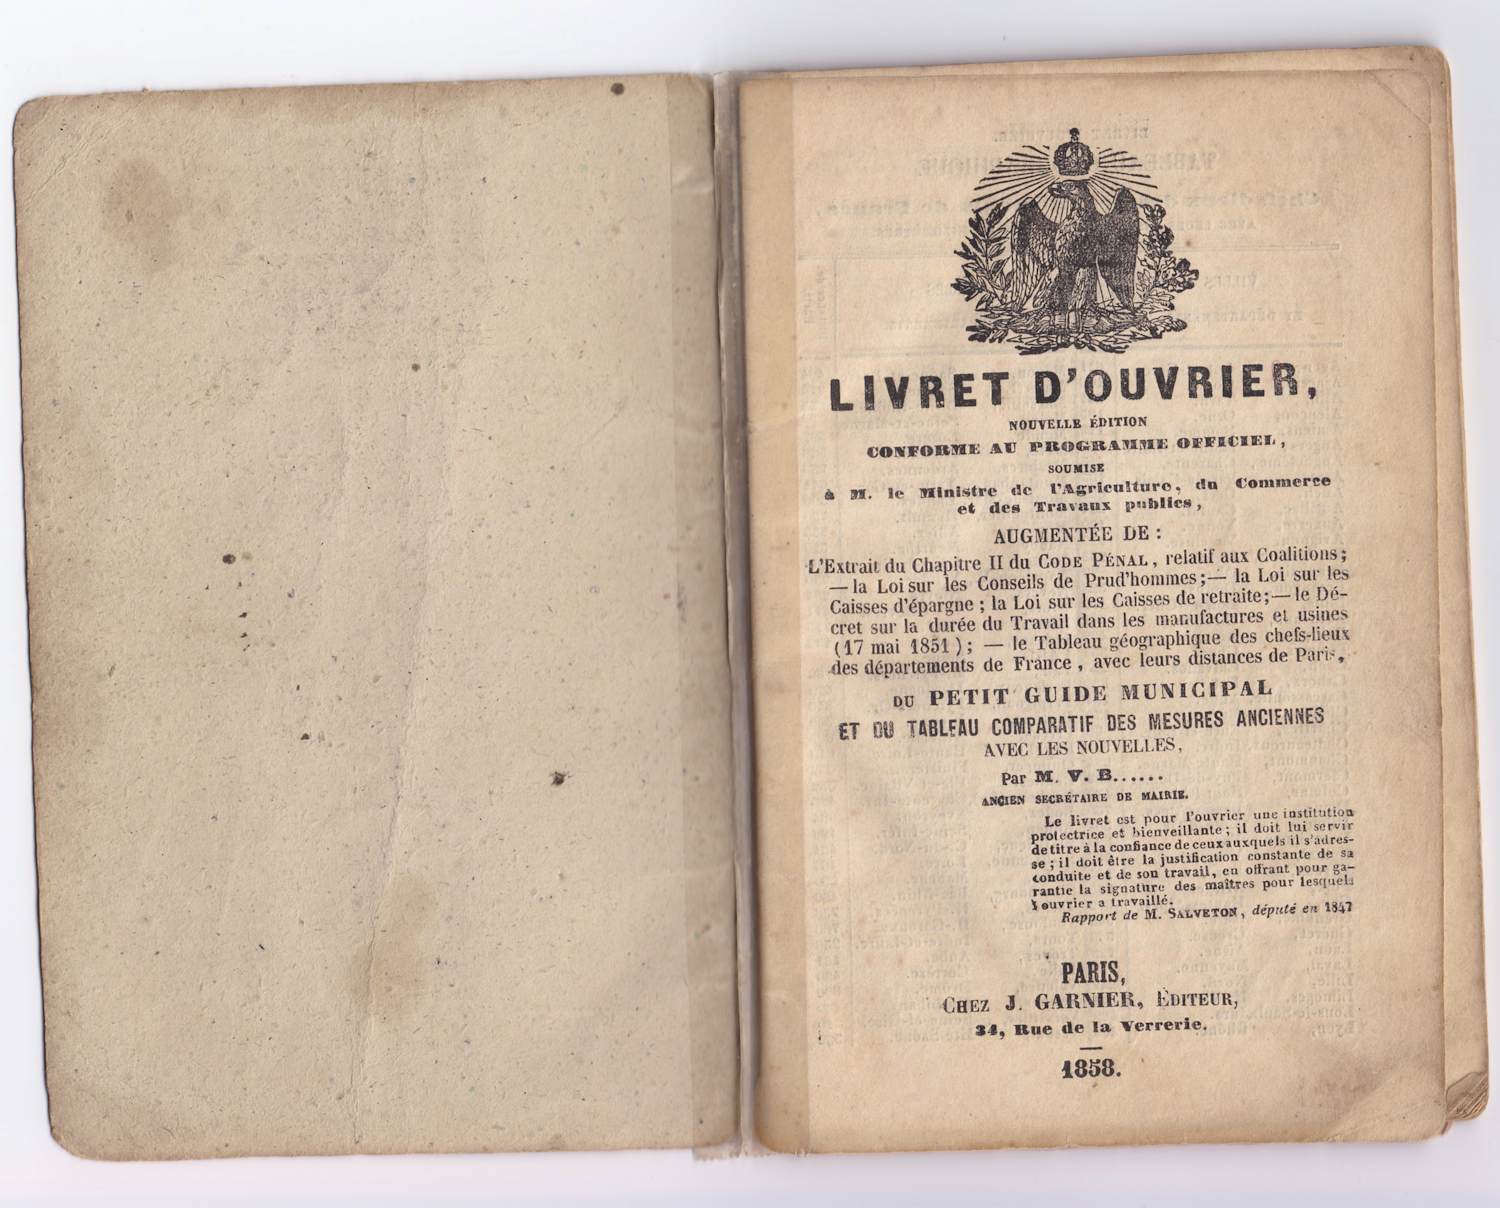 LIVRET D'OUVRIER,
NOUVELLE ÉDITION
CONFORME AU PROGRAMME OFFICIEL,
SOUMISE
à M. le Ministre de l'Agriculture, du Commerce
et des Travaux publics,
AUGMENTÉE DE :
L'Extrait du Chapitre II du CODE PÉNAL, relatif aux Coalitions;
— la Loi sur les Conseils de Prud'hommes; — la Loi sur les
Caisses d'épargne; la Loi sur les Caisses de retraite; — le Dé-
cret sur la durée du Travail dans les manufactures et usines
(17 mai 1851); — le Tableau géographique des chefs-lieux
des départements de France, avec leurs distances de Paris,
DU PETIT GUIDE MUNICIPAL
ET DU TABLEAU COMPARATIF DES MESURES ANCIENNES
AVEC LES NOUVELLES,
Par M. V. B......
ANCIEN SECRÉTAIRE DE MAIRIE.
Le livret est pour l'ouvrier une institution
protectrice et bienveillante; il doit lui servir
de titre à la confiance de ceux auxquels il s'adres-
se; il doit être la justification constante de sa
conduite et de son travail, en offrant pour ga-
rantie la signature des maîtres pour lesquels
l'ouvrier a travaillé.
Rapport de M. SALVETON, député en 1847
PARIS,
CHEZ J. GARNIER, ÉDITEUR,
34, Rue de la Verrerie.
1858.